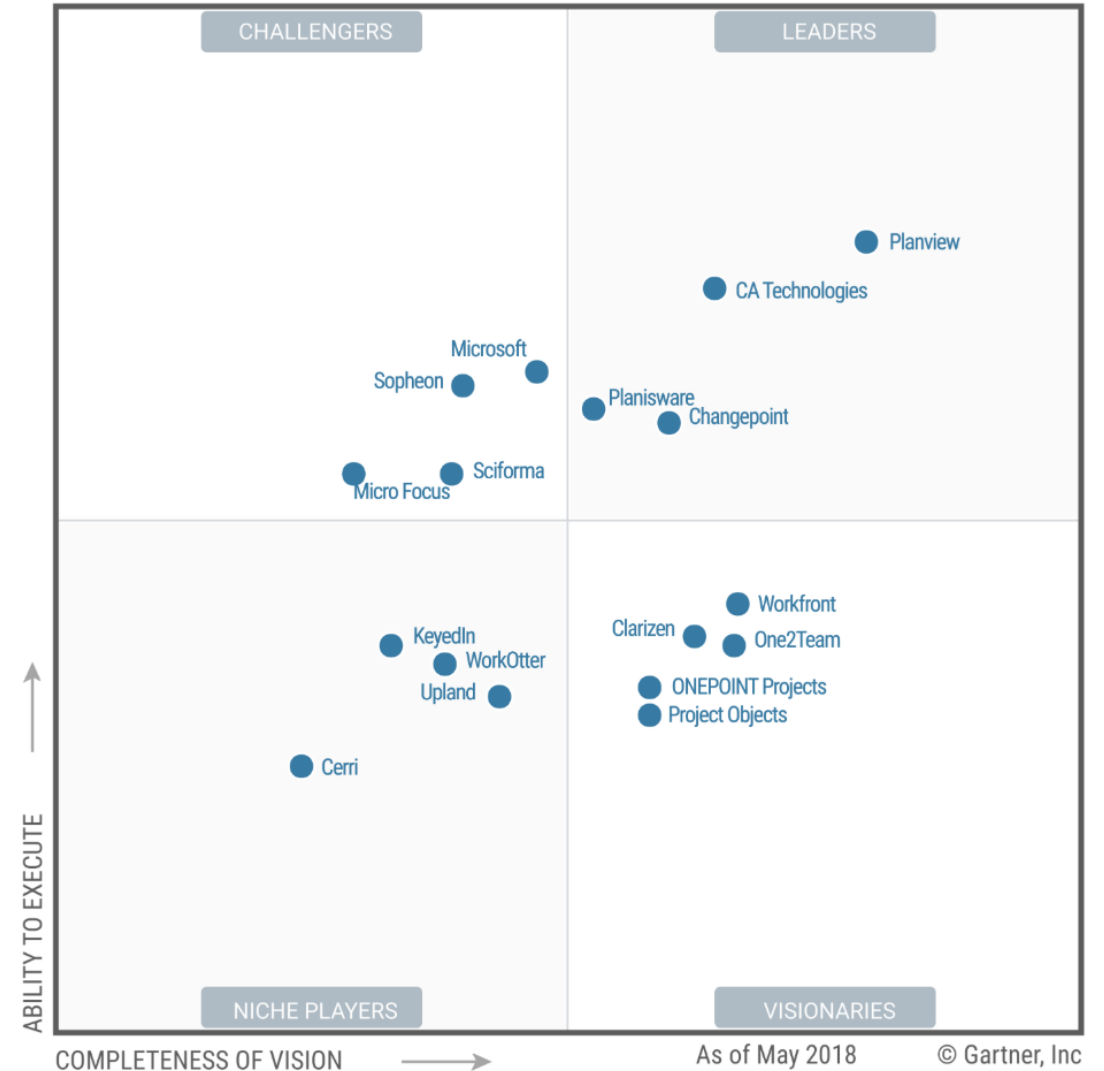 CHALLENGERS
LEADERS
Planview
CA Technologies
Microsoft
Sopheon
Planisware
Changepoint
Sciforma
Micro Focus
Workfront
Clarizen
One2Team
KeyedIn
WorkOtter
ONEPOINT Projects
Upland
Project Objects
Cerri
ABILITY TO EXECUTE
NICHE PLAYERS
VISIONARIES
COMPLETENESS OF VISION
As of May 2018
© Gartner, Inc